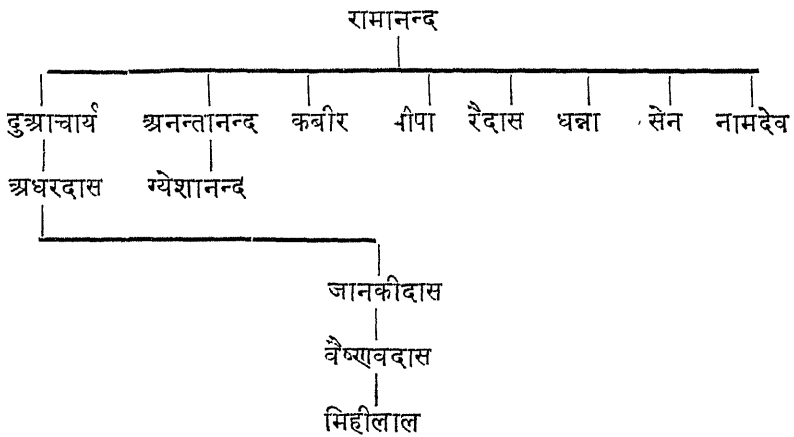 रामानन्द
दुआचार्य अनन्तानन्द कबीर पीपा रैदास धन्ना सेन नामदेव
अधरदास ग्येशानन्द
जानकीदास
वैष्णवदास
मिहीलाल